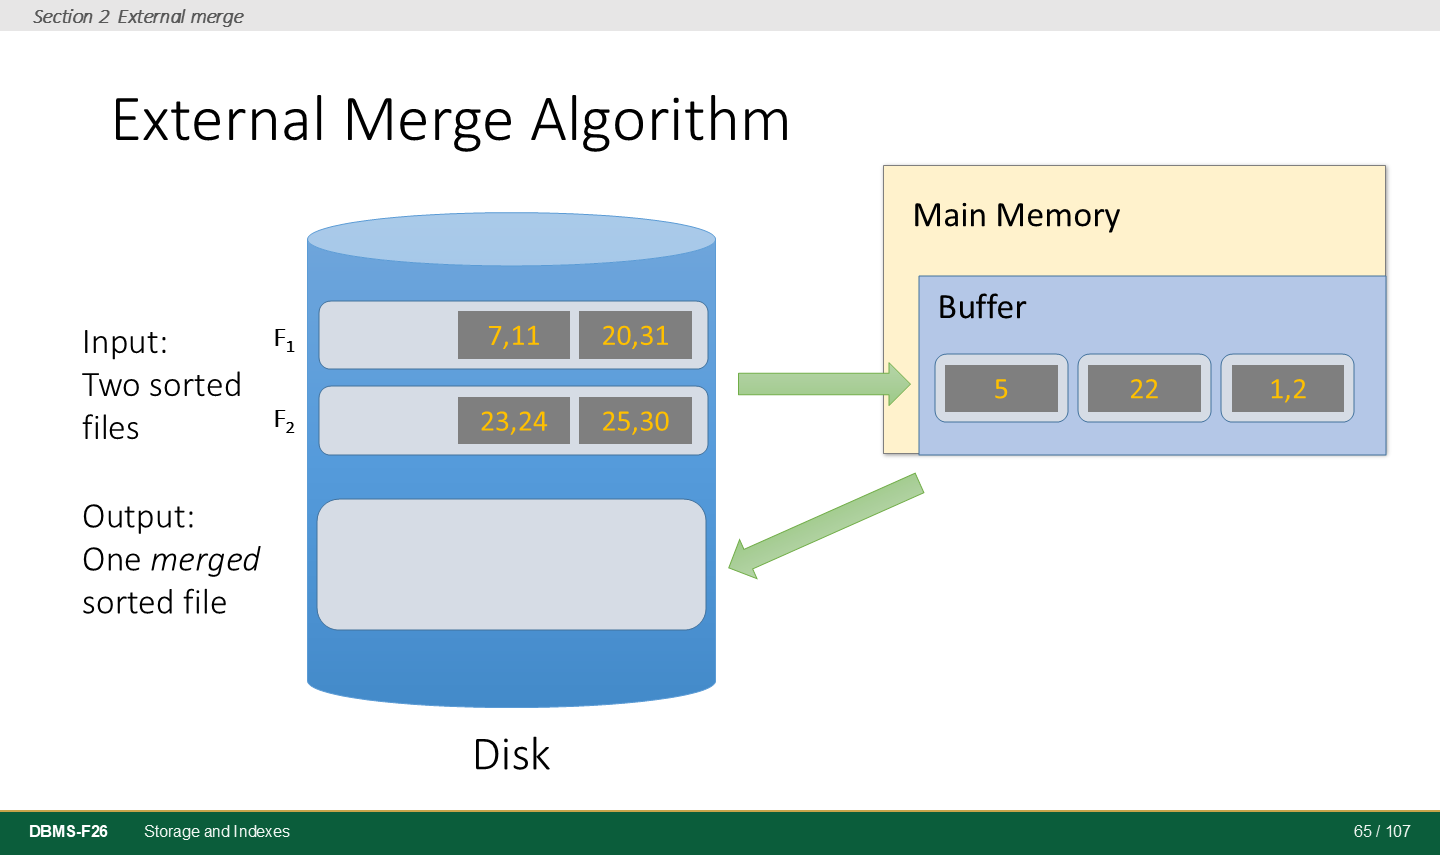 Section 2 External merge
External Merge Algorithm
Main Memory
Buffer
5 22 1,2
Input:
Two sorted
files
F1 7,11 20,31
F2 23,24 25,30
Output:
One merged
sorted file
Disk
DBMS-F26 Storage and Indexes 65 / 107